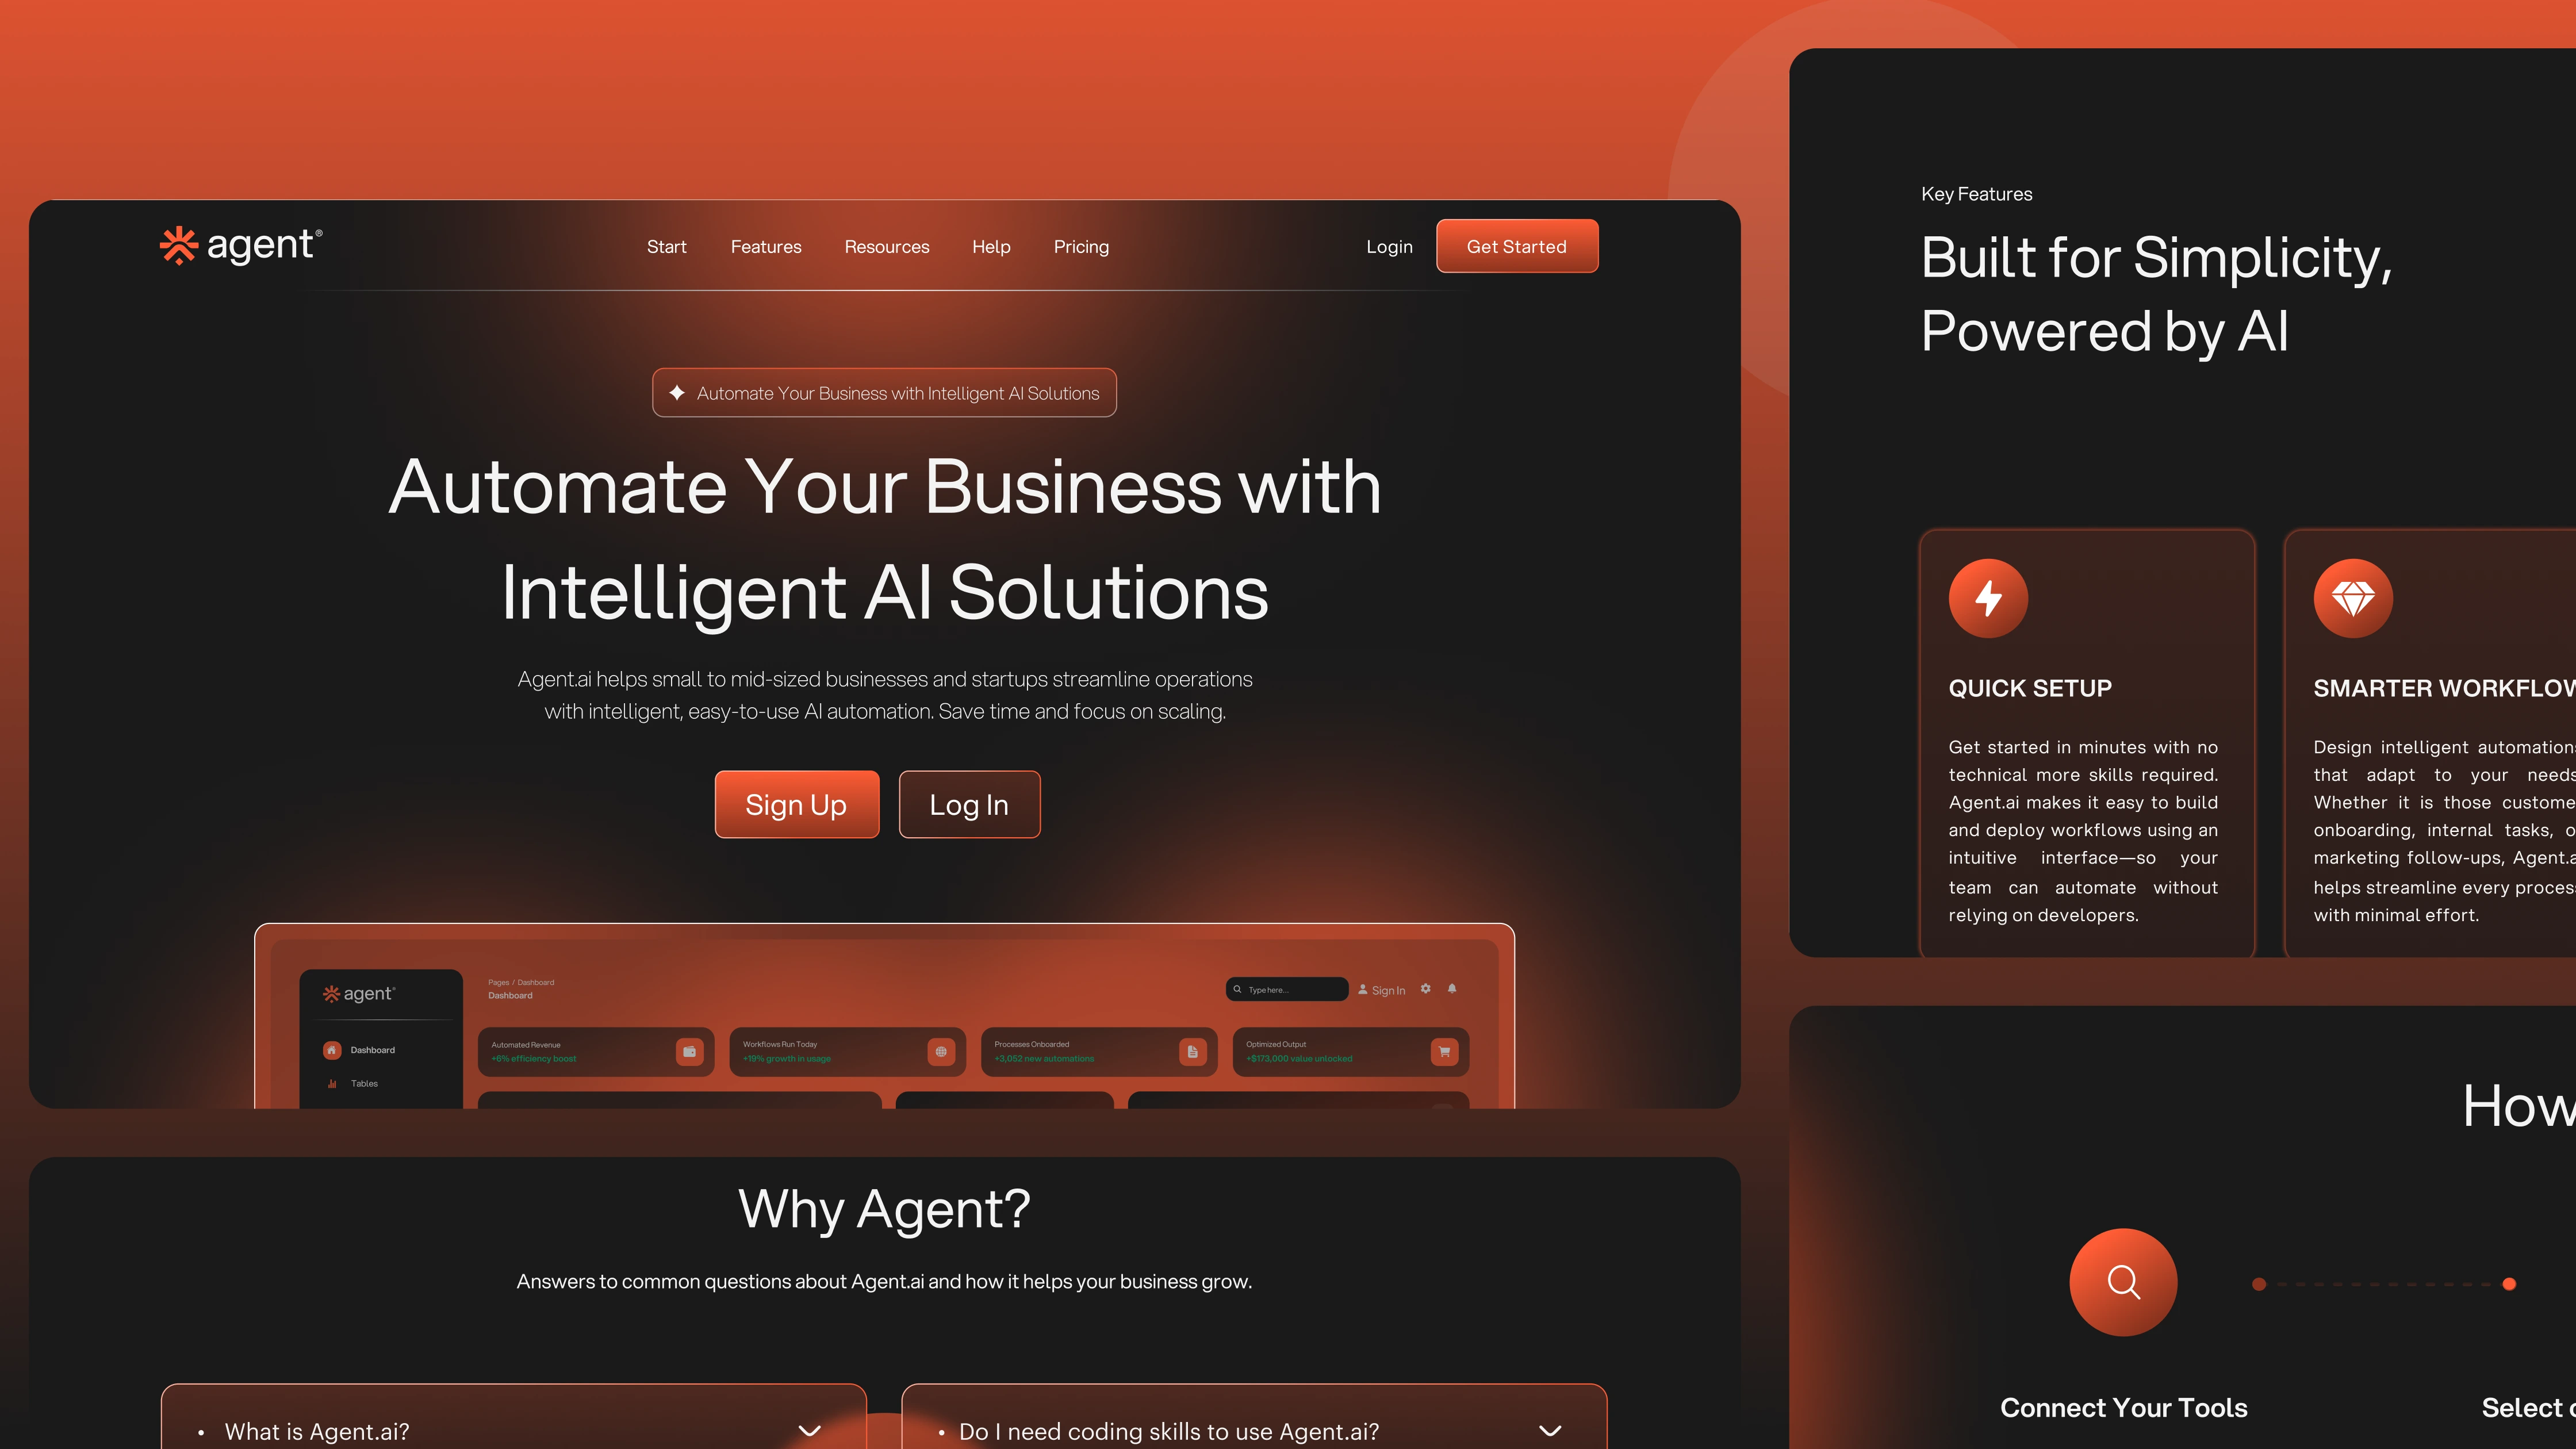 agent®
Start Features Resources Help Pricing
Login Get Started
Automate Your Business with Intelligent AI Solutions
Automate Your Business with
Intelligent AI Solutions
Agent.ai helps small to mid-sized businesses and startups streamline operations
with intelligent, easy-to-use AI automation. Save time and focus on scaling.
Sign Up Log In
agent®
Pages / Dashboard
Dashboard
Type here...
Sign In
Dashboard
Tables
Automated Revenue
+6% efficiency boost
Workflows Run Today
+19% growth in usage
Processes Onboarded
+3,052 new automations
Optimized Output
+$173,000 value unlocked
Why Agent?
Answers to common questions about Agent.ai and how it helps your business grow.
• What is Agent.ai?
• Do I need coding skills to use Agent.ai?
Key Features
Built for Simplicity,
Powered by AI
QUICK SETUP
Get started in minutes with no
technical more skills required.
Agent.ai makes it easy to build
and deploy workflows using an
intuitive interface—so your
team can automate without
relying on developers.
SMARTER
Design intelligent
that adapt to your
Whether it is those
onboarding, internal tasks,
marketing follow-ups,
helps streamline every
with minimal effort.
How
Connect Your Tools
Select